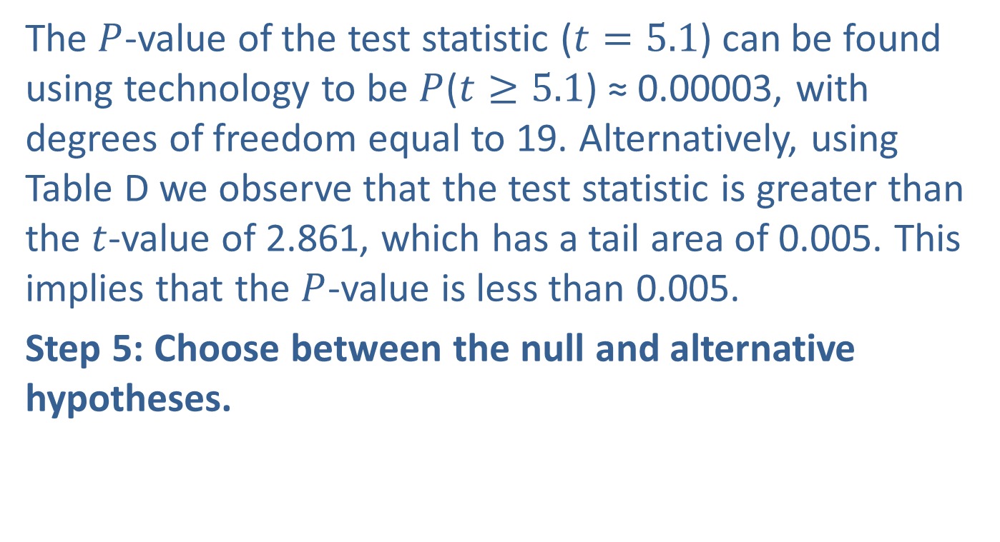 The P-value of the test statistic (t = 5.1) can be found
using technology to be P(t ≥ 5.1) ≈ 0.00003, with
degrees of freedom equal to 19. Alternatively, using
Table D we observe that the test statistic is greater than
the t-value of 2.861, which has a tail area of 0.005. This
implies that the P-value is less than 0.005.
Step 5: Choose between the null and alternative
hypotheses.